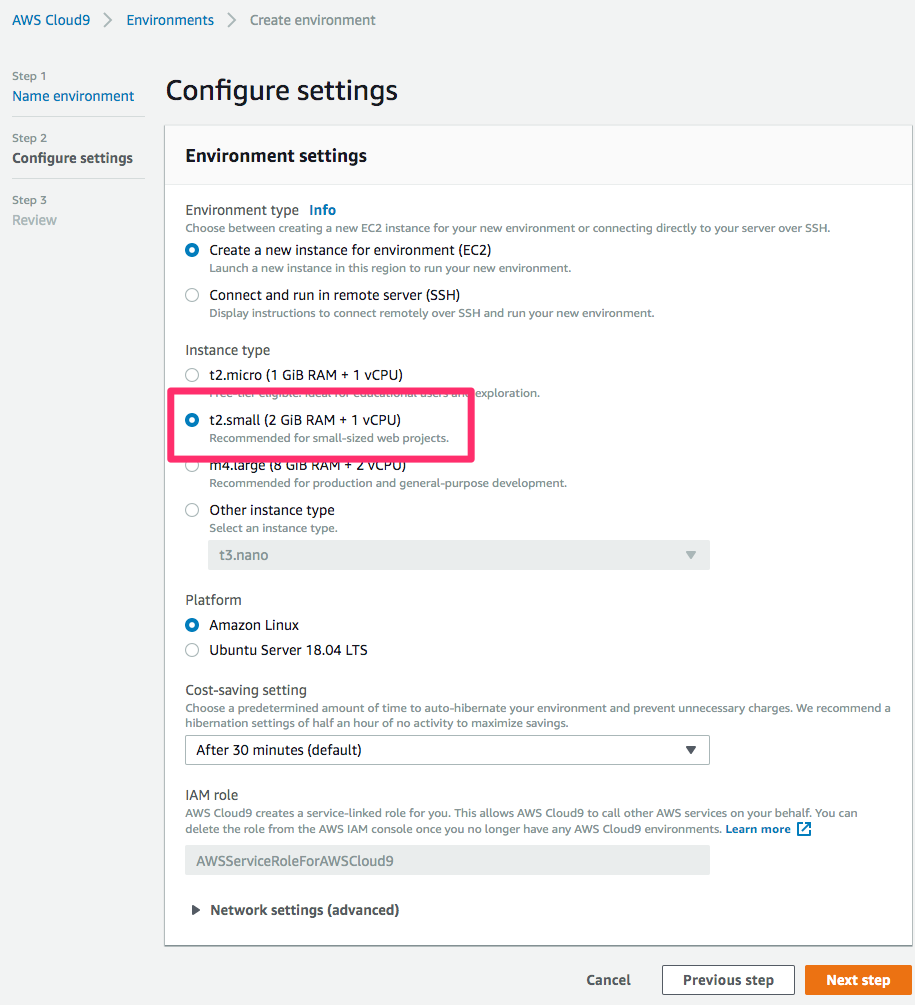 AWS Cloud9 > Environments > Create environment
Step 1
Name environment
Step 2
Configure settings
Step 3
Review
Configure settings
Environment settings
Environment type Info
Choose between creating a new EC2 instance for your new environment or connecting directly to your server over SSH.
Create a new instance for environment (EC2)
Launch a new instance in this region to run your new environment.
Connect and run in remote server (SSH)
Display instructions to connect remotely over SSH and run your new environment.
Instance type
t2.micro (1 GiB RAM + 1 vCPU)
Free-tier eligible. Ideal for educational users and exploration.
t2.small (2 GiB RAM + 1 vCPU)
Recommended for small-sized web projects.
m4.large (8 GiB RAM + 2 vCPU)
Recommended for production and general-purpose development.
Other instance type
Select an instance type.
t3.nano
Platform
Amazon Linux
Ubuntu Server 18.04 LTS
Cost-saving setting
Choose a predetermined amount of time to auto-hibernate your environment and prevent unnecessary charges. We recommend a
hibernation settings of half an hour of no activity to maximize savings.
After 30 minutes (default)
IAM role
AWS Cloud9 creates a service-linked role for you. This allows AWS Cloud9 to call other AWS services on your behalf. You can
delete the role from the AWS IAM console once you no longer have any AWS Cloud9 environments. Learn more
AWSServiceRoleForAWSCloud9
Network settings (advanced)
Cancel
Previous step
Next step